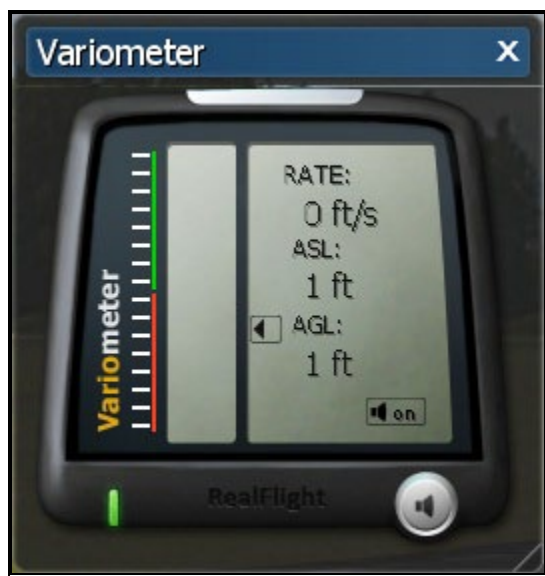 Variometer
X
Variometer
RATE:
0 ft/s
ASL:
1 ft
AGL:
1 ft
on
RealFlight